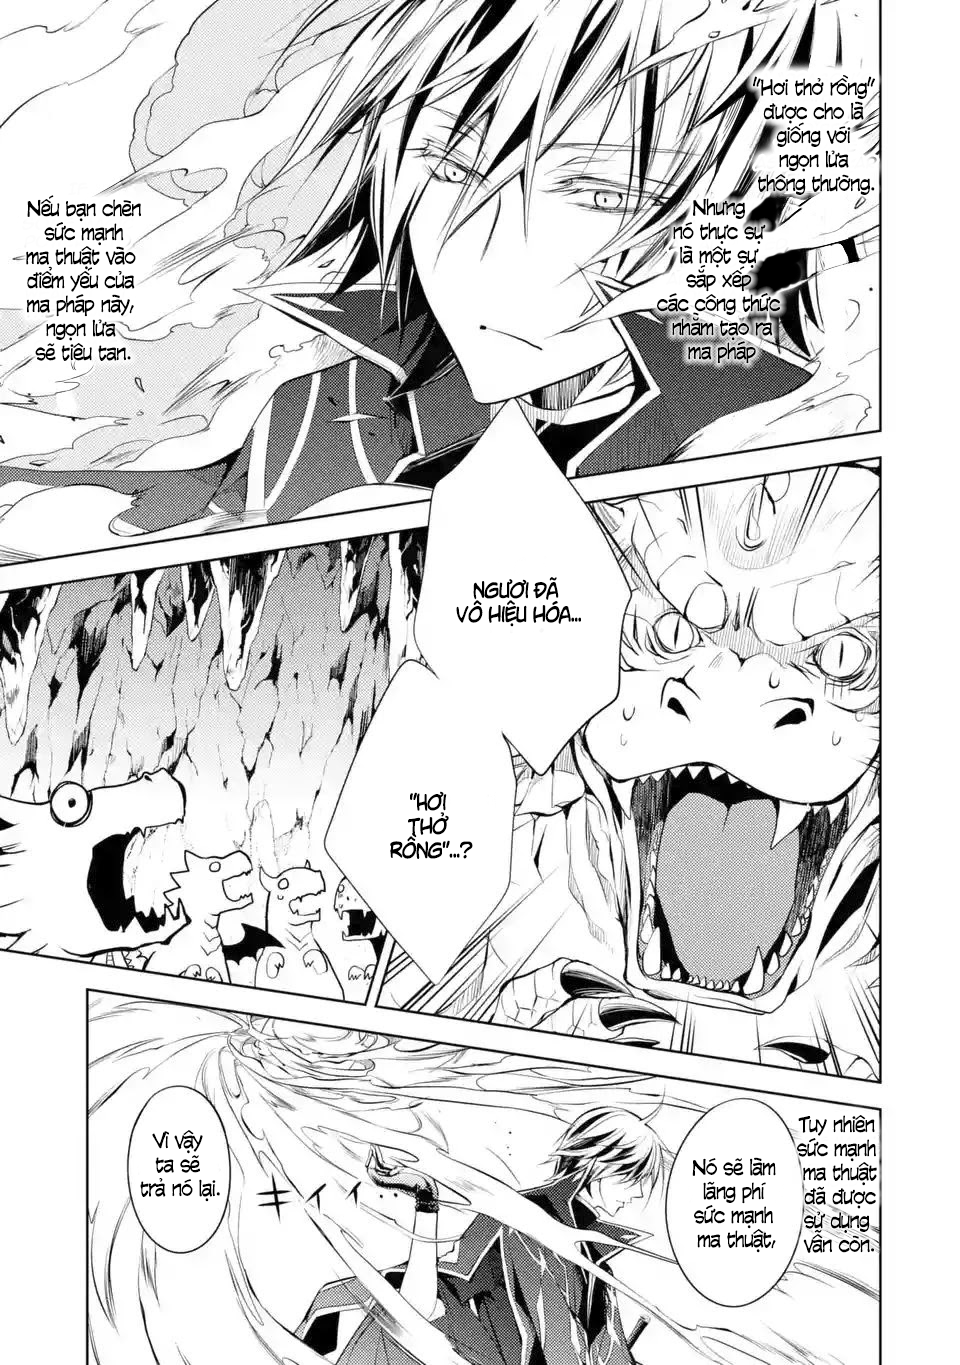 "Hơi thở rồng"
được cho là
giống với
ngọn lửa
thông thường.
Nhưng
nó thực sự
là một sự
sắp xếp
các công thức
nhằm tạo ra
ma pháp
Nếu bạn chèn
sức mạnh
ma thuật vào
điểm yếu của
ma pháp này,
ngọn lửa
sẽ tiêu tan.
NGƯƠI ĐÃ
VÔ HIỆU HÓA...
"HƠI
THỞ
RỒNG"...?
Tuy nhiên
sức mạnh
ma thuật
đã được
sử dụng
vẫn còn.
Nó sẽ làm
lãng phí
sức mạnh
ma thuật,
Vì vậy
ta sẽ
trả nó lại.
キイイ